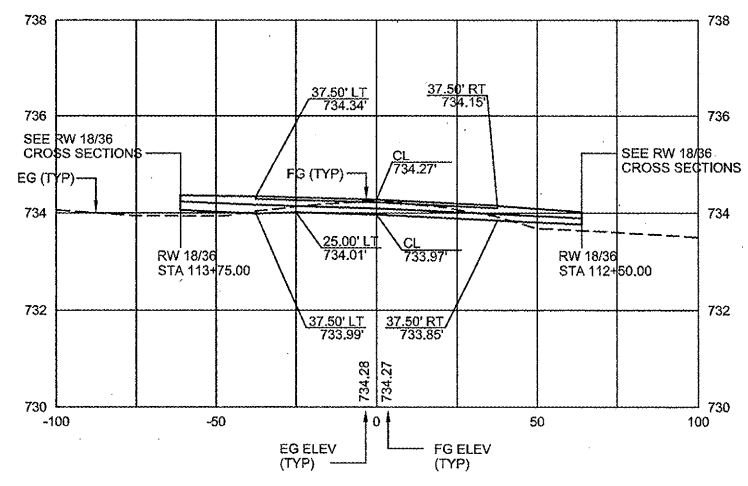 738
738
37.50' LT
734.34'
37.50' RT
734.15'
736
736
SEE RW 18/36
CROSS SECTIONS
CL
734.27'
SEE RW 18/36
CROSS SECTIONS
EG (TYP)
FG (TYP)
734
734
25.00' LT
734.01'
CL
733.97'
RW 18/36
STA 113+75.00
RW 18/36
STA 112+50.00
732
732
37.50' LT
733.99'
37.50' RT
733.85'
734.28
734.27
730
730
-100
-50
0
50
100
EG ELEV
(TYP)
FG ELEV
(TYP)